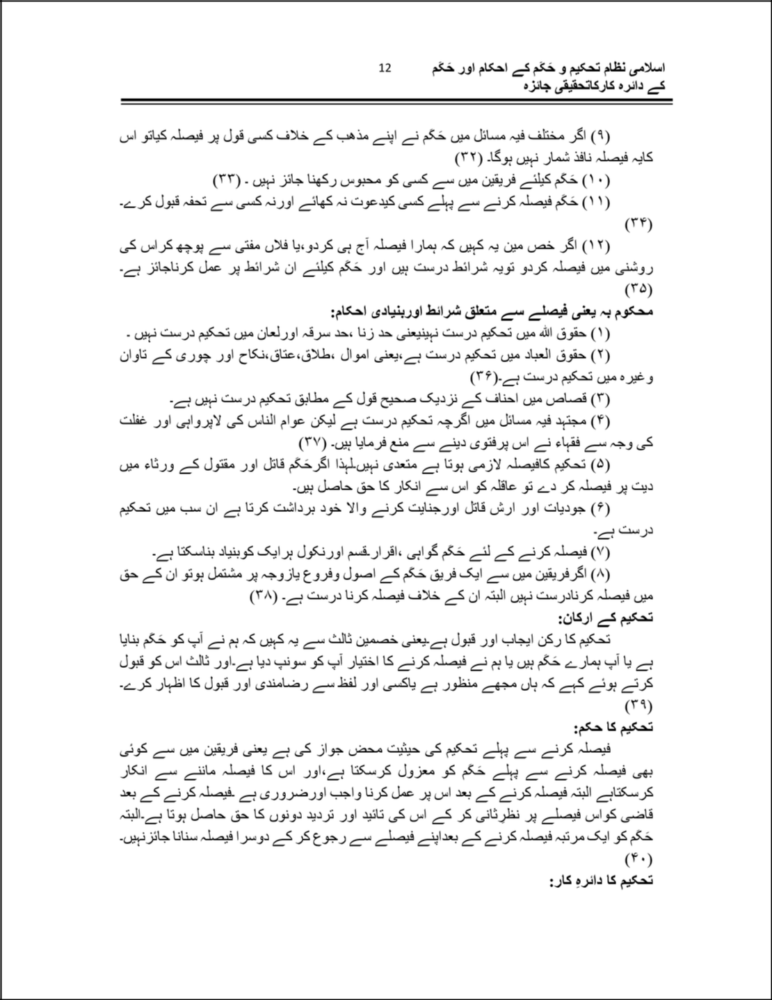 اسلامی نظام تحکیم و حَکَم کے احکام اور حَکَم 12
کے دائرہ کارکاتحقیقی جائزہ
(۹) اگر مختلف فیہ مسائل میں حَکَم نے اپنے مذھب کے خلاف کسی قول پر فیصلہ کیاتو اس
کایہ فیصلہ نافذ شمار نہیں ہوگا۔ (۳۲)
(۱۰) حَکَم کیلئے فریقین میں سے کسی کو محبوس رکھنا جائز نہیں ۔ (۳۳)
(۱۱) حَکَم فیصلہ کرنے سے پہلے کسی کیدعوت نہ کھائے اورنہ کسی سے تحفہ قبول کرے۔
(۳۴)
(۱۲) اگر خص مین یہ کہیں کہ ہمارا فیصلہ آج ہی کردو،یا فلاں مفتی سے پوچھ کراس کی
روشنی میں فیصلہ کردو تویہ شرائط درست ہیں اور حَکَم کیلئے ان شرائط پر عمل کرناجائز ہے۔
(۳۵)
محکوم بہ یعنی فیصلے سے متعلق شرائط اوربنیادی احکام:
(۱) حقوق اللہ میں تحکیم درست نہینیعنی حد زنا ،حد سرقہ اورلعان میں تحکیم درست نہیں ۔
(۲) حقوق العباد میں تحکیم درست ہے،یعنی اموال ،طلاق،عتاق،نکاح اور چوری کے تاوان
وغیرہ میں تحکیم درست ہے۔(۳۶)
(۳) قصاص میں احناف کے نزدیک صحیح قول کے مطابق تحکیم درست نہیں ہے۔
(۴) مجتہد فیہ مسائل میں اگرچہ تحکیم درست ہے لیکن عوام الناس کی لاپرواہی اور غفلت
کی وجہ سے فقہاء نے اس پرفتوی دینے سے منع فرمایا ہیں۔ (۳۷)
(۵) تحکیم کافیصلہ لازمی ہوتا ہے متعدی نہیں۔لہذا اگرحَکَم قاتل اور مقتول کے ورثاء میں
دیت پر فیصلہ کر دے تو عاقلہ کو اس سے انکار کا حق حاصل ہیں۔
(۶) جودیات اور ارش قاتل اورجنایت کرنے والا خود برداشت کرتا ہے ان سب میں تحکیم
درست ہے۔
(۷) فیصلہ کرنے کے لئے حَکَم گواہی ،اقرار۔قسم اورنکول ہرایک کوبنیاد بناسکتا ہے۔
(۸) اگرفریقین میں سے ایک فریق حَکَم کے اصول وفروع یازوجہ پر مشتمل ہوتو ان کے حق
میں فیصلہ کرنادرست نہیں البتہ ان کے خلاف فیصلہ کرنا درست ہے۔ (۳۸)
تحکیم کے ارکان:
تحکیم کا رکن ایجاب اور قبول ہے۔یعنی خصمین ثالث سے یہ کہیں کہ ہم نے آپ کو حَکَم بنایا
ہے یا آپ ہمارے حَکَم ہیں یا ہم نے فیصلہ کرنے کا اختیار آپ کو سونپ دیا ہے۔اور ثالث اس کو قبول
کرتے ہوئے کہے کہ ہاں مجھے منظور ہے یاکسی اور لفظ سے رضامندی اور قبول کا اظہار کرے۔
(۳۹)
تحکیم کا حکم:
فیصلہ کرنے سے پہلے تحکیم کی حیثیت محض جواز کی ہے یعنی فریقین میں سے کوئی
بھی فیصلہ کرنے سے پہلے حَکَم کو معزول کرسکتا ہے،اور اس کا فیصلہ ماننے سے انکار
کرسکتاہے البتہ فیصلہ کرنے کے بعد اس پر عمل کرنا واجب اورضروری ہے ۔فیصلہ کرنے کے بعد
قاضی کواس فیصلے پر نظرِثانی کر کے اس کی تائید اور تردید دونوں کا حق حاصل ہوتا ہے۔البتہ
حَکَم کو ایک مرتبہ فیصلہ کرنے کے بعداپنے فیصلے سے رجوع کر کے دوسرا فیصلہ سنانا جائزنہیں۔
(۴۰)
تحکیم کا دائرہِ کار: